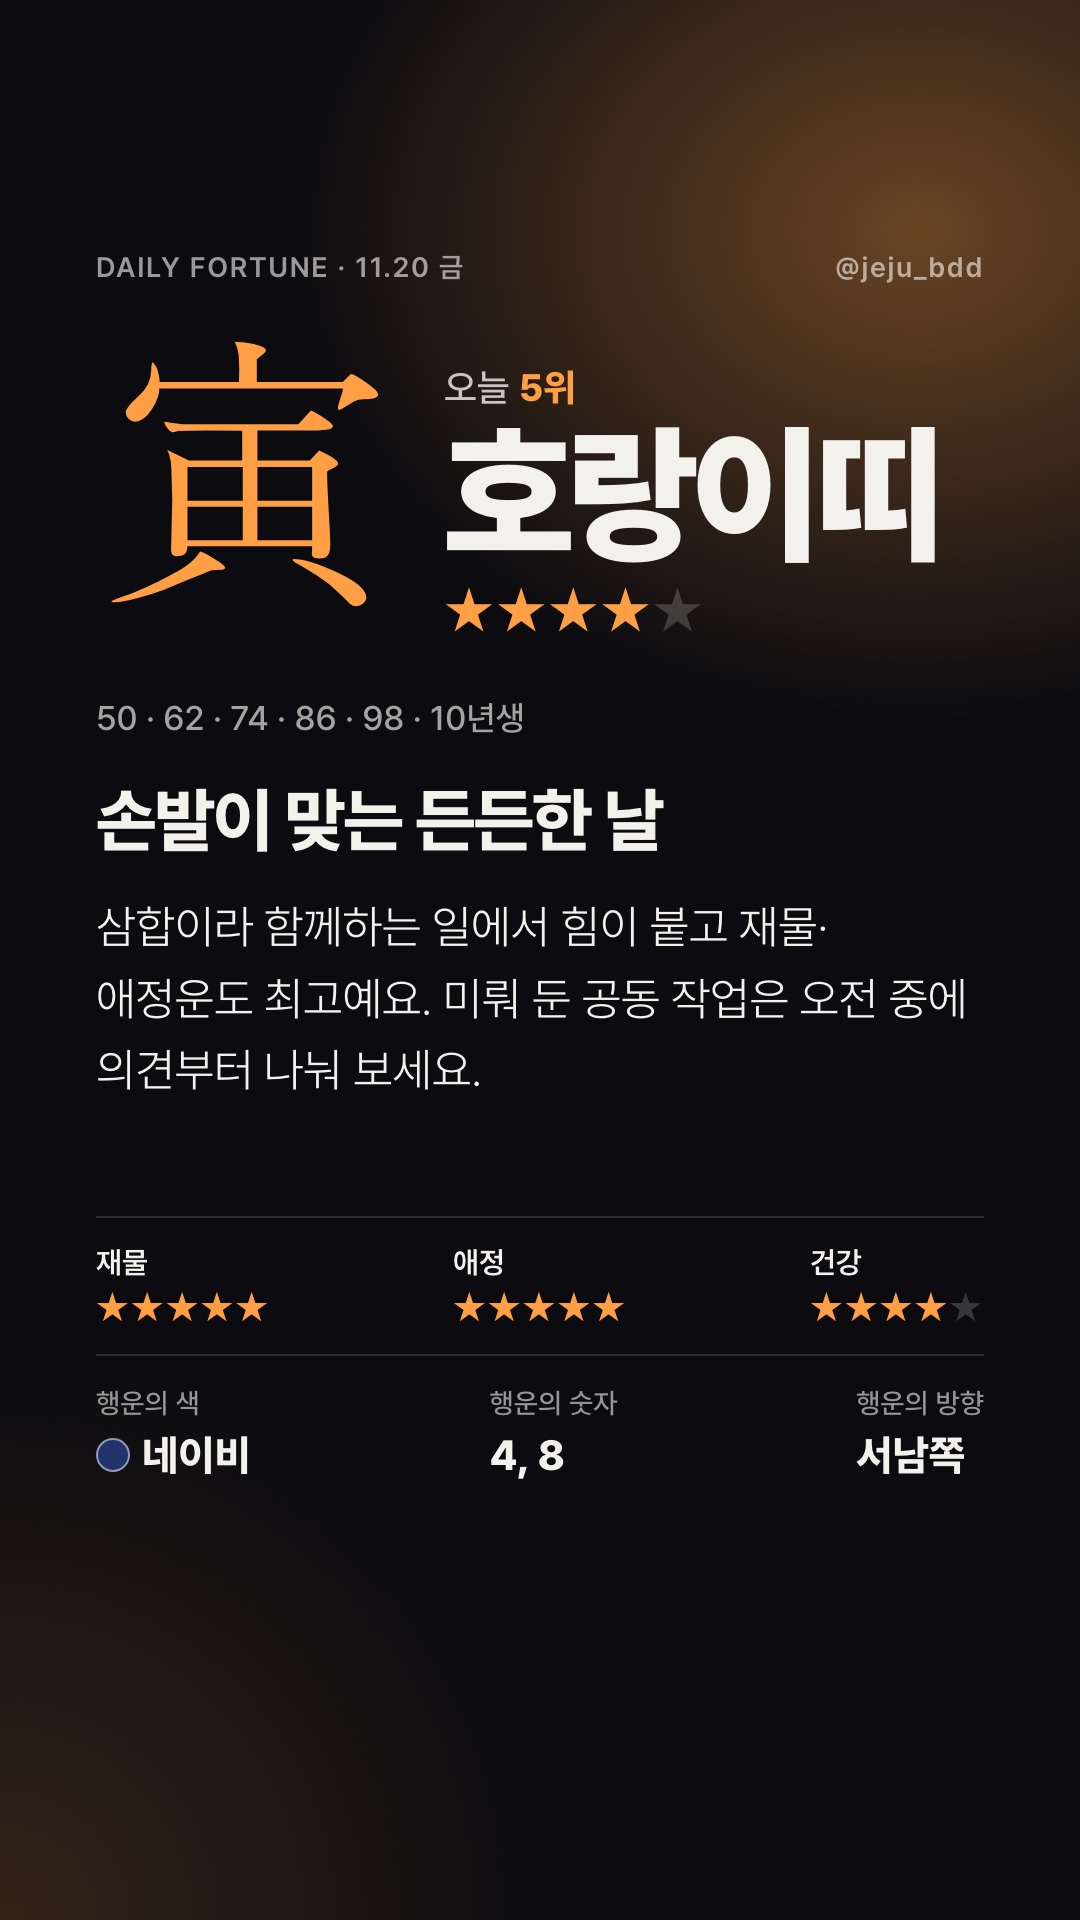 DAILY FORTUNE · 11.20 금
@jeju_bdd
寅
오늘 5위
호랑이띠
★★★★★
50 · 62 · 74 · 86 · 98 · 10년생
손발이 맞는 든든한 날
삼합이라 함께하는 일에서 힘이 붙고 재물·
애정운도 최고예요. 미뤄 둔 공동 작업은 오전 중에
의견부터 나눠 보세요.
재물 애정 건강
★★★★★ ★★★★★ ★★★★★
행운의 색 행운의 숫자 행운의 방향
네이비 4, 8 서남쪽